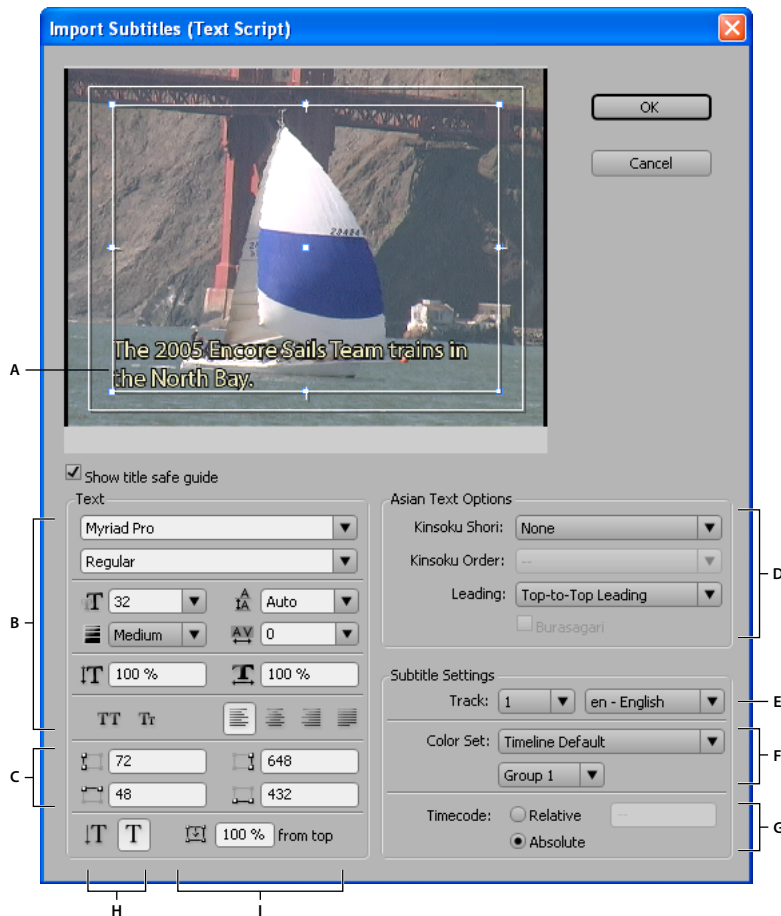 Import Subtitles (Text Script)
OK
Cancel
28484
The 2005 Encore Sails Team trains in
the North Bay.
A
Show title safe guide
Text
Myriad Pro
Regular
32
Auto
Medium
0
100 %
100 %
TT
Tr
72
648
48
432
T
T
100 %
from top
B
C
H
I
Asian Text Options
Kinsoku Shori:
None
Kinsoku Order:
--
Leading:
Top-to-Top Leading
Burasagari
D
Subtitle Settings
Track:
1
en - English
E
Color Set:
Timeline Default
Group 1
F
Timecode:
Relative
--
Absolute
G